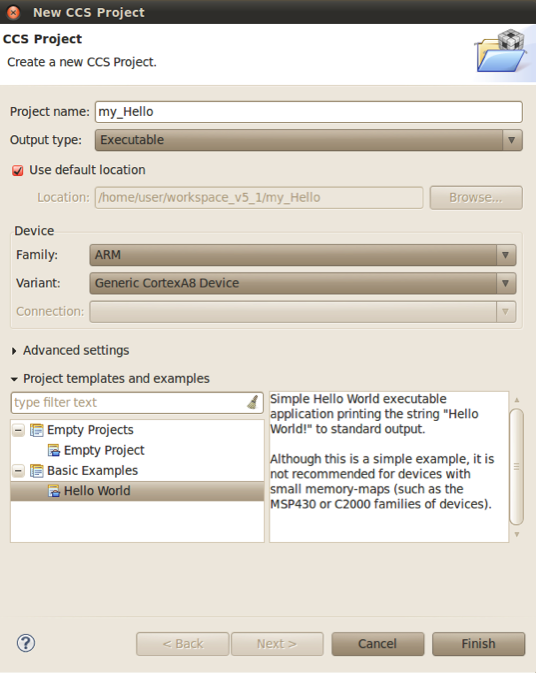 New CCS Project
CCS Project
Create a new CCS Project.
Project name: my_Hello
Output type: Executable
Use default location
Location: /home/user/workspace_v5_1/my_Hello Browse...
Device
Family: ARM
Variant: Generic CortexA8 Device
Connection:
Advanced settings
Project templates and examples
type filter text
Empty Projects
Empty Project
Basic Examples
Hello World
Simple Hello World executable
application printing the string "Hello
World!" to standard output.
Although this is a simple example, it is
not recommended for devices with
small memory-maps (such as the
MSP430 or C2000 families of devices).
? < Back Next > Cancel Finish